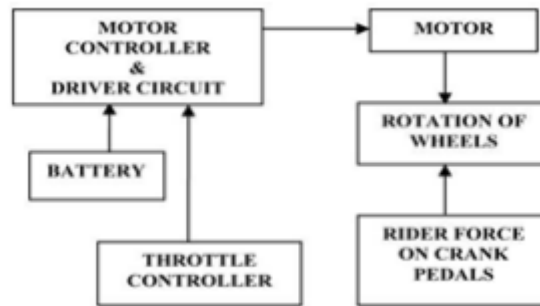 MOTOR
CONTROLLER
&
DRIVER CIRCUIT
MOTOR
ROTATION OF
WHEELS
BATTERY
THROTTLE
CONTROLLER
RIDER FORCE
ON CRANK
PEDALS